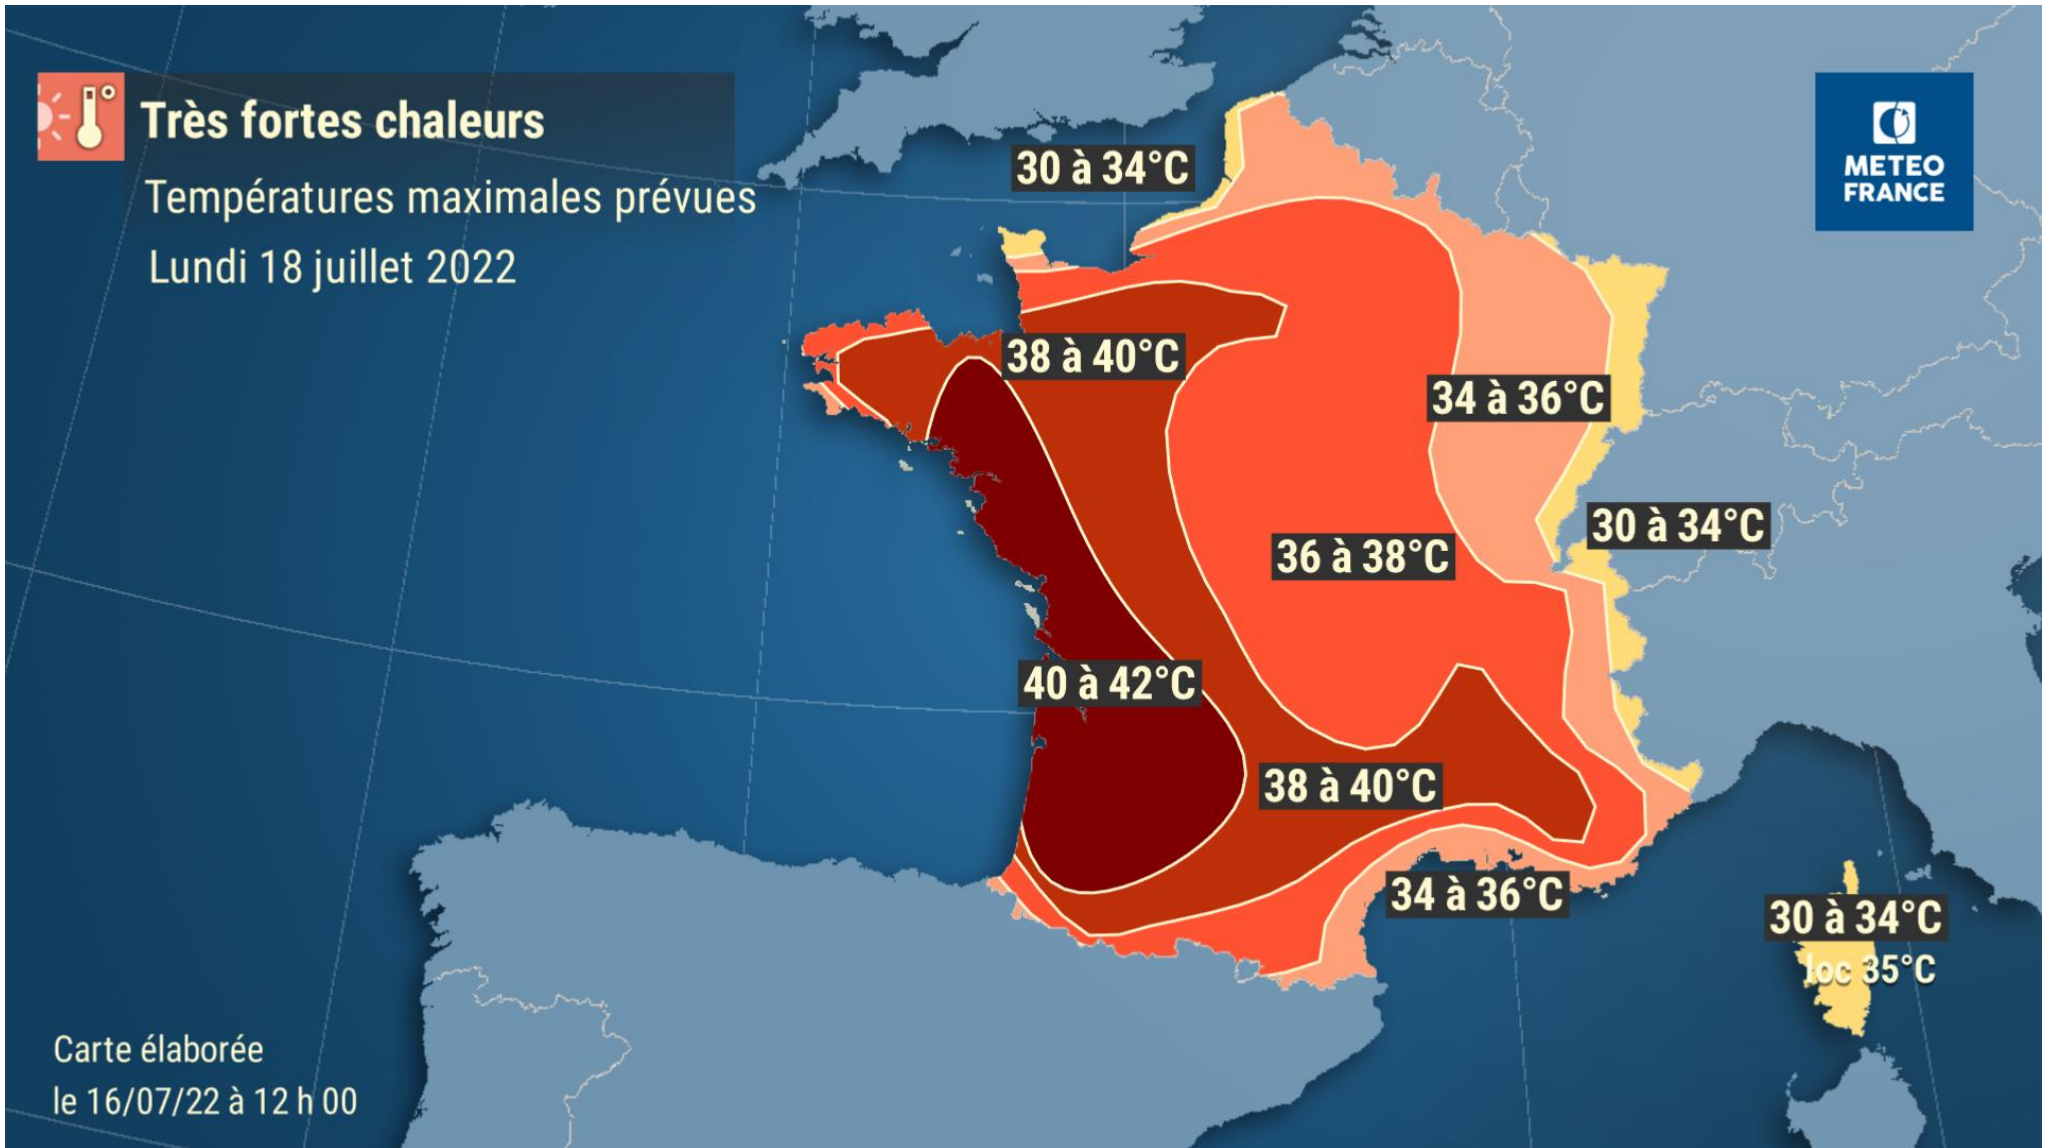 Très fortes chaleurs
Températures maximales prévues
Lundi 18 juillet 2022
METEO
FRANCE
30 à 34°C
38 à 40°C
34 à 36°C
30 à 34°C
36 à 38°C
40 à 42°C
38 à 40°C
34 à 36°C
30 à 34°C
loc 35°C
Carte élaborée
le 16/07/22 à 12 h 00